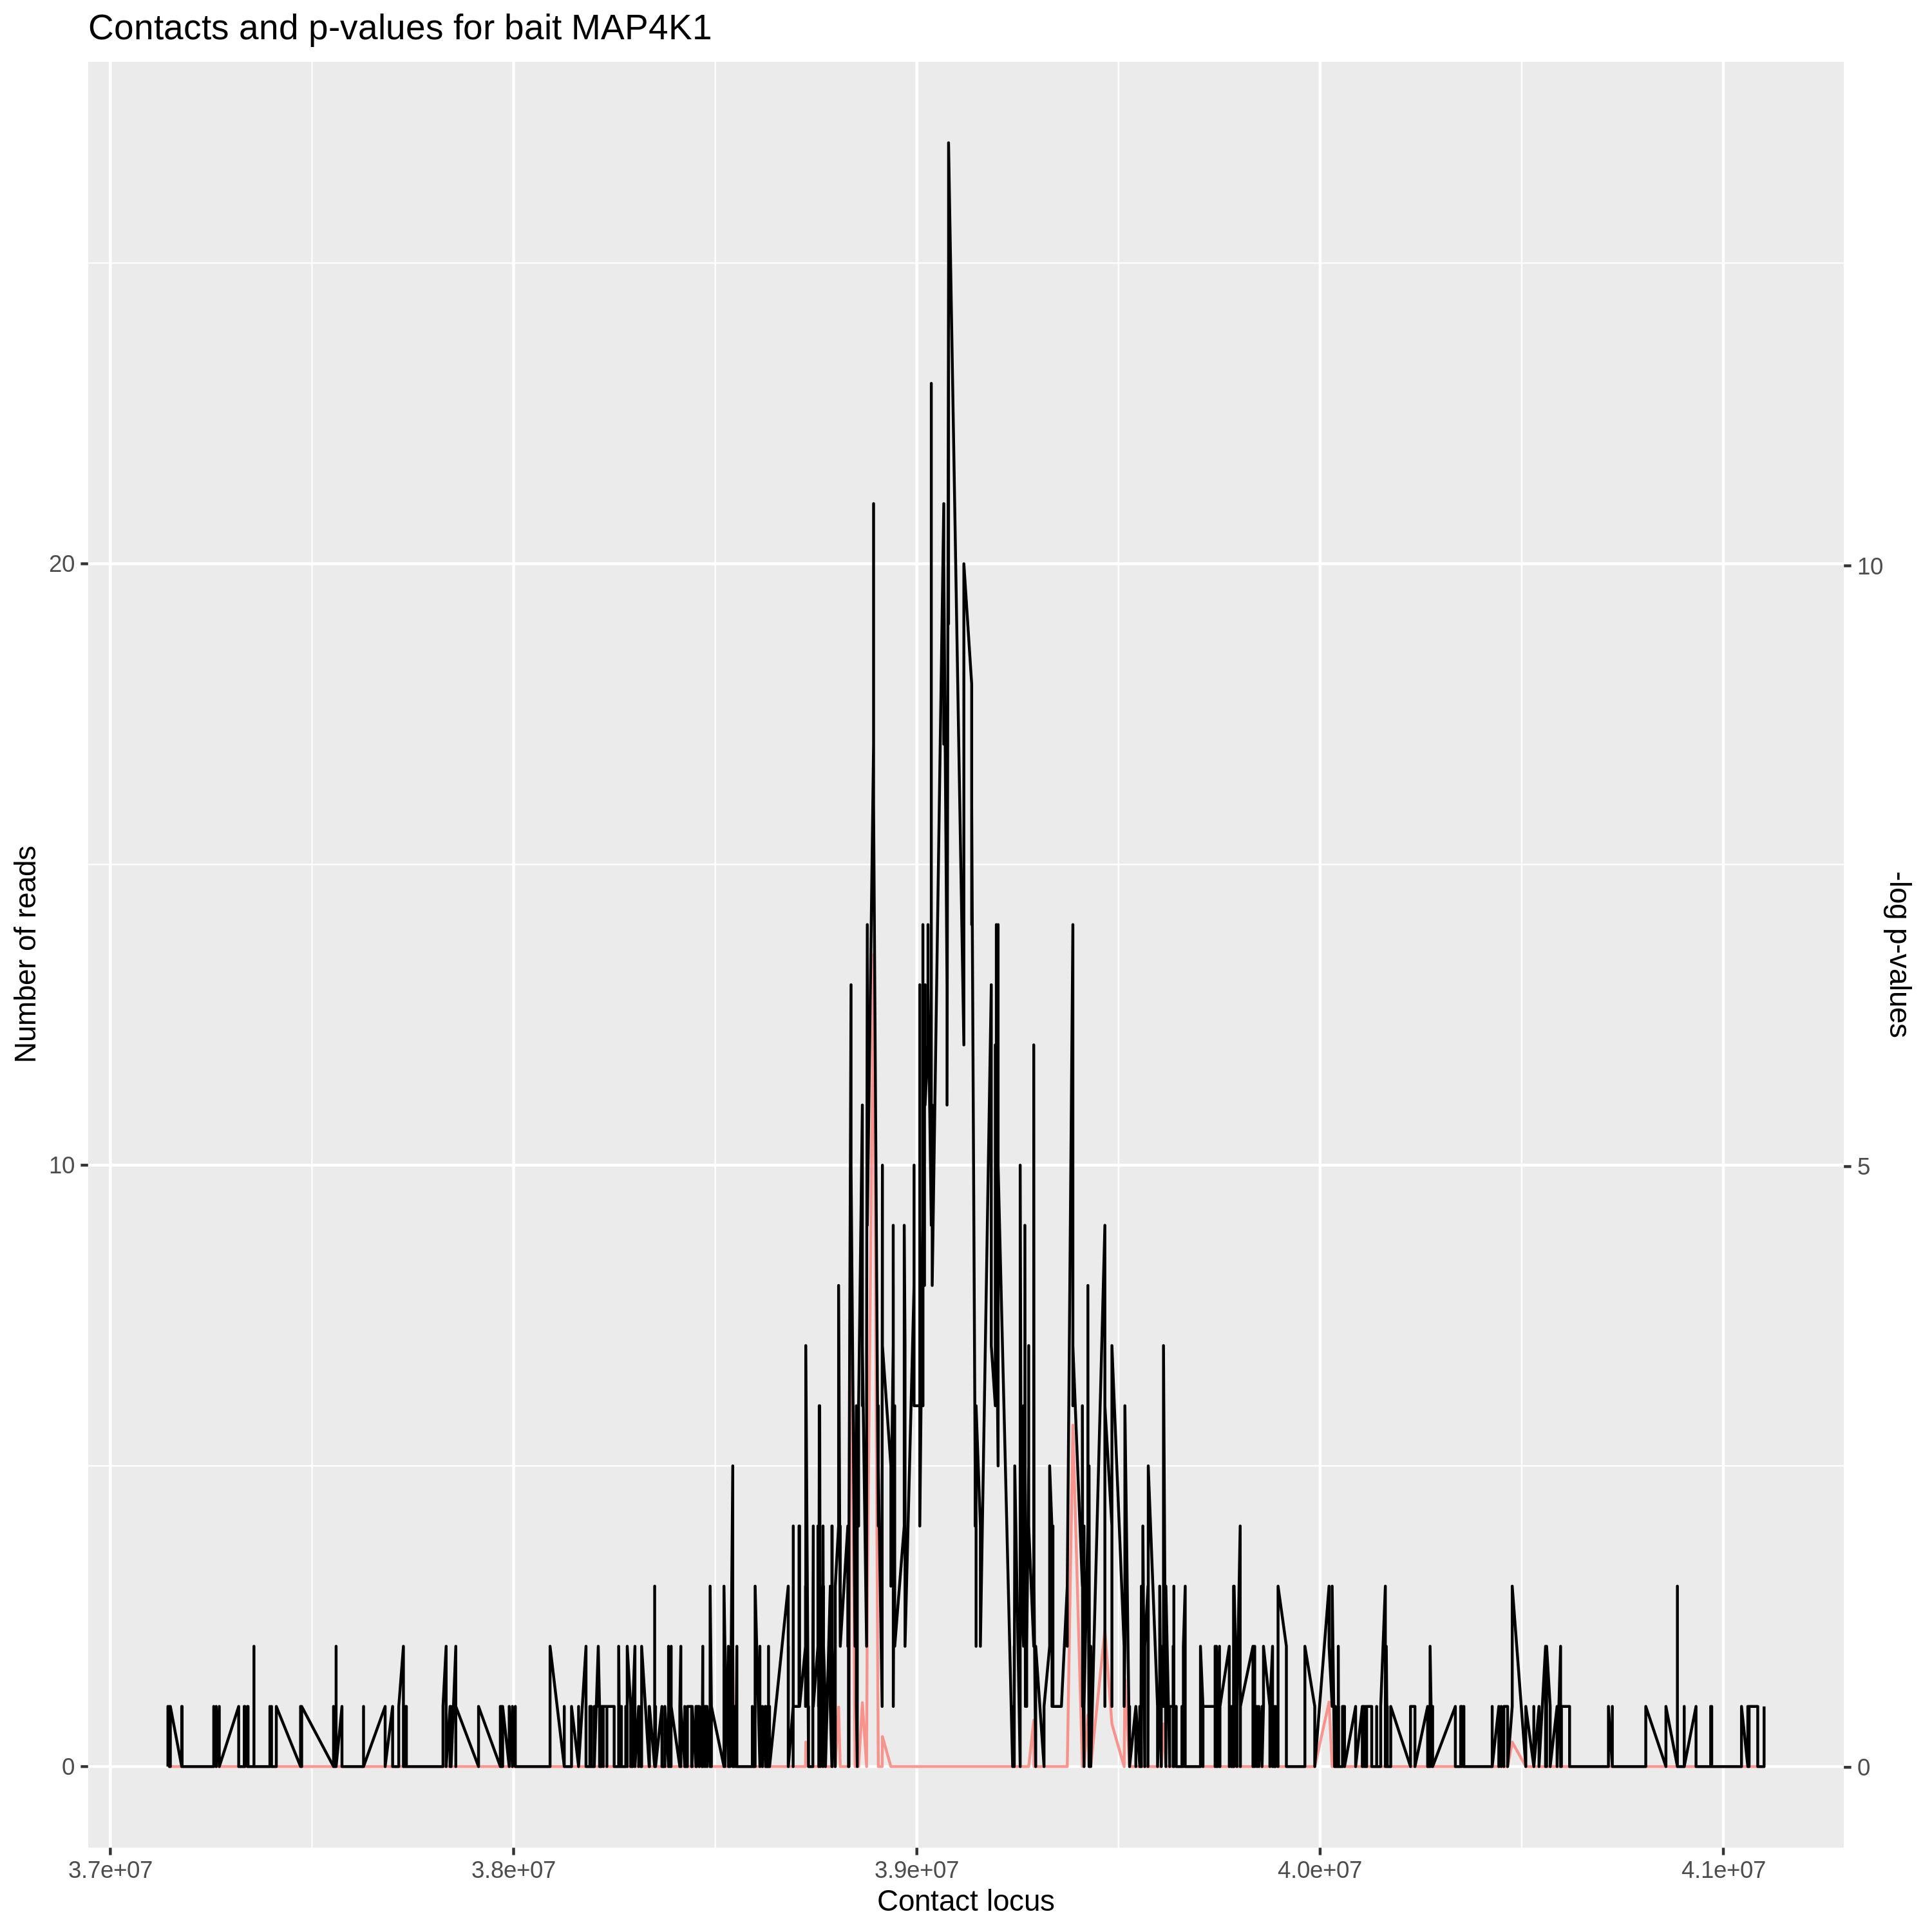 Contacts and p-values for bait MAP4K1
Number of reads
20
10
0
10
5
0
-log p-values
3.7e+07 3.8e+07 3.9e+07 4.0e+07 4.1e+07
Contact locus